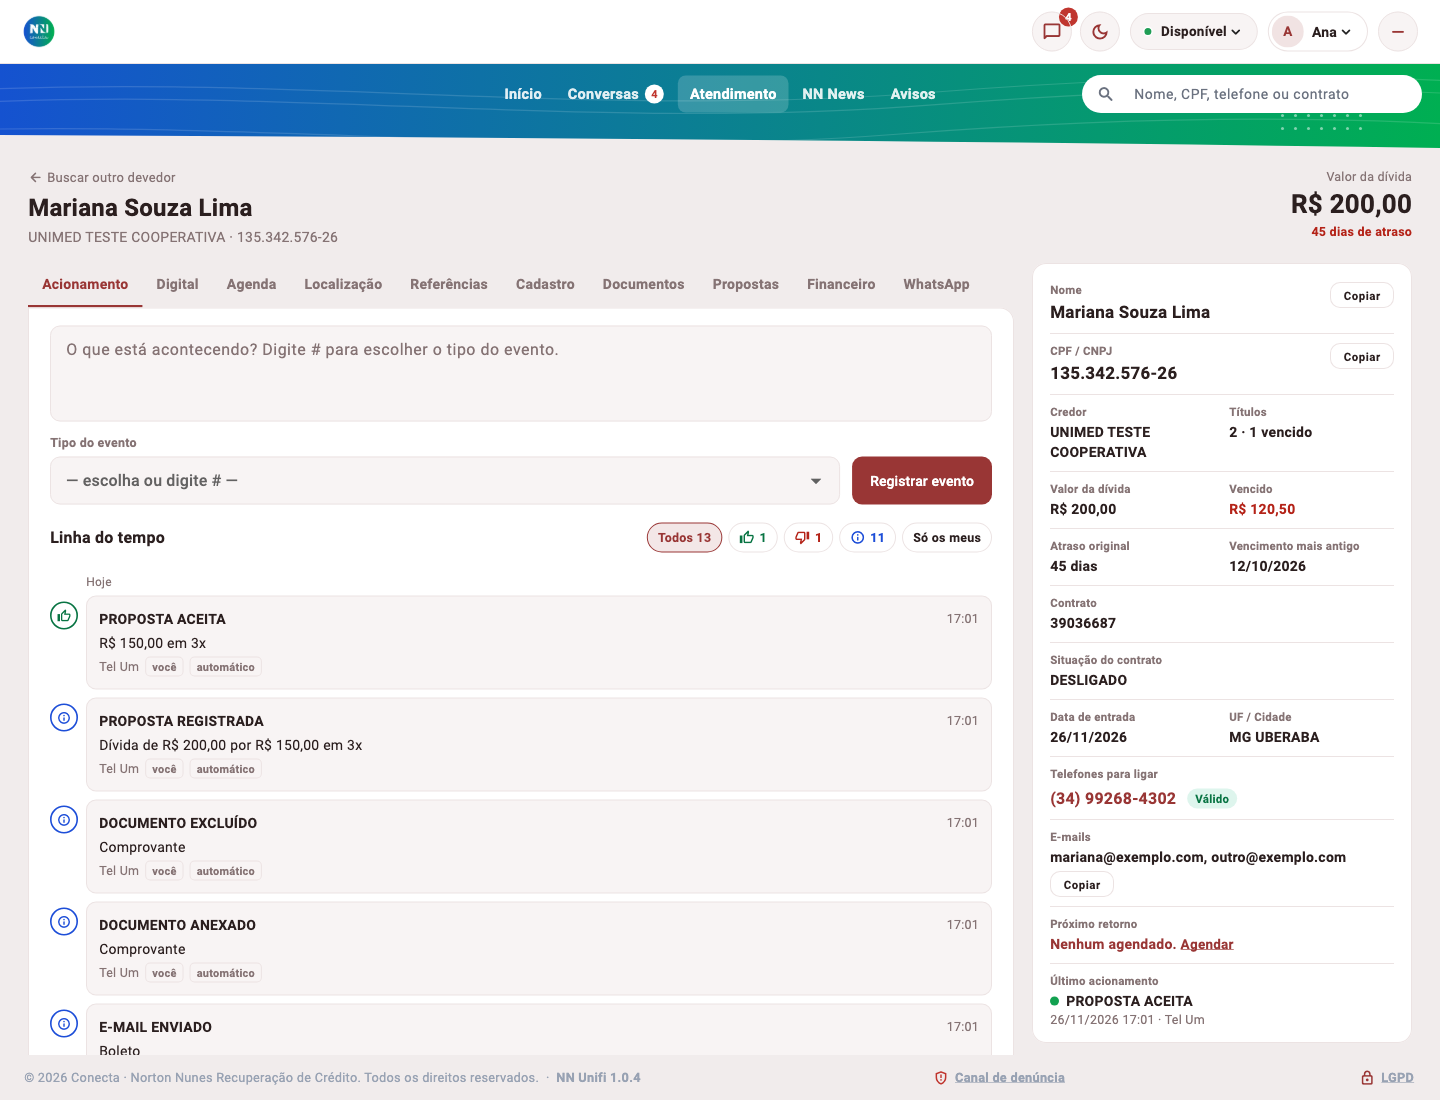 NN
4
Disponível
A
Ana
Início
Conversas 4
Atendimento
NN News
Avisos
Nome, CPF, telefone ou contrato
Buscar outro devedor
Mariana Souza Lima
UNIMED TESTE COOPERATIVA · 135.342.576-26
Valor da dívida
R$ 200,00
45 dias de atraso
Acionamento
Digital
Agenda
Localização
Referências
Cadastro
Documentos
Propostas
Financeiro
WhatsApp
O que está acontecendo? Digite # para escolher o tipo do evento.
Tipo do evento
— escolha ou digite # —
Registrar evento
Linha do tempo
Todos 13
1
1
11
Só os meus
Hoje
PROPOSTA ACEITA 17:01
R$ 150,00 em 3x
Tel Um você automático
PROPOSTA REGISTRADA 17:01
Dívida de R$ 200,00 por R$ 150,00 em 3x
Tel Um você automático
DOCUMENTO EXCLUÍDO 17:01
Comprovante
Tel Um você automático
DOCUMENTO ANEXADO 17:01
Comprovante
Tel Um você automático
E-MAIL ENVIADO 17:01
Boleto
Nome
Mariana Souza Lima
Copiar
CPF / CNPJ
135.342.576-26
Copiar
Credor
UNIMED TESTE
COOPERATIVA
Títulos
2 · 1 vencido
Valor da dívida
R$ 200,00
Vencido
R$ 120,50
Atraso original
45 dias
Vencimento mais antigo
12/10/2026
Contrato
39036687
Situação do contrato
DESLIGADO
Data de entrada
26/11/2026
UF / Cidade
MG UBERABA
Telefones para ligar
(34) 99268-4302 Válido
E-mails
mariana@exemplo.com, outro@exemplo.com
Copiar
Próximo retorno
Nenhum agendado. Agendar
Último acionamento
PROPOSTA ACEITA
26/11/2026 17:01 · Tel Um
© 2026 Conecta · Norton Nunes Recuperação de Crédito. Todos os direitos reservados. · NN Unifi 1.0.4
Canal de denúncia
LGPD